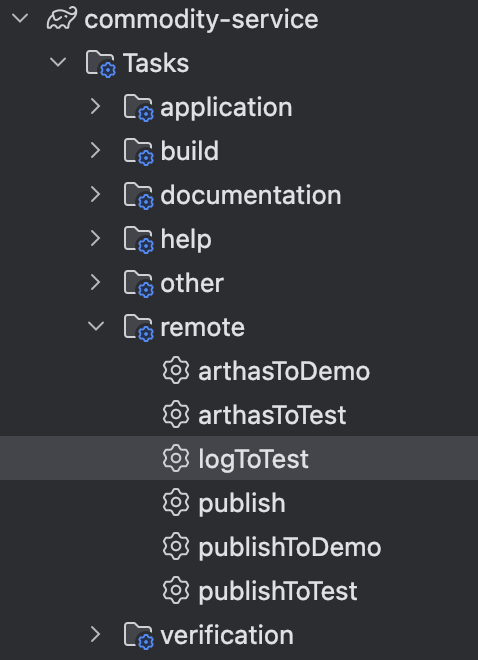 commodity-service
Tasks
application
build
documentation
help
other
remote
arthasToDemo
arthasToTest
logToTest
publish
publishToDemo
publishToTest
verification